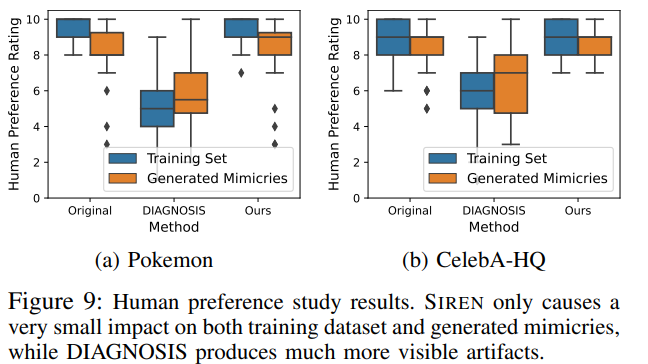 Human Preference Rating
10
8
6
4
2
0
Training Set
Generated Mimicries
Original
DIAGNOSIS
Ours
Method
(a) Pokemon
Human Preference Rating
10
8
6
4
2
0
Training Set
Generated Mimicries
Original
DIAGNOSIS
Ours
Method
(b) CelebA-HQ
Figure 9: Human preference study results. SIREN only causes a
very small impact on both training dataset and generated mimicries,
while DIAGNOSIS produces much more visible artifacts.